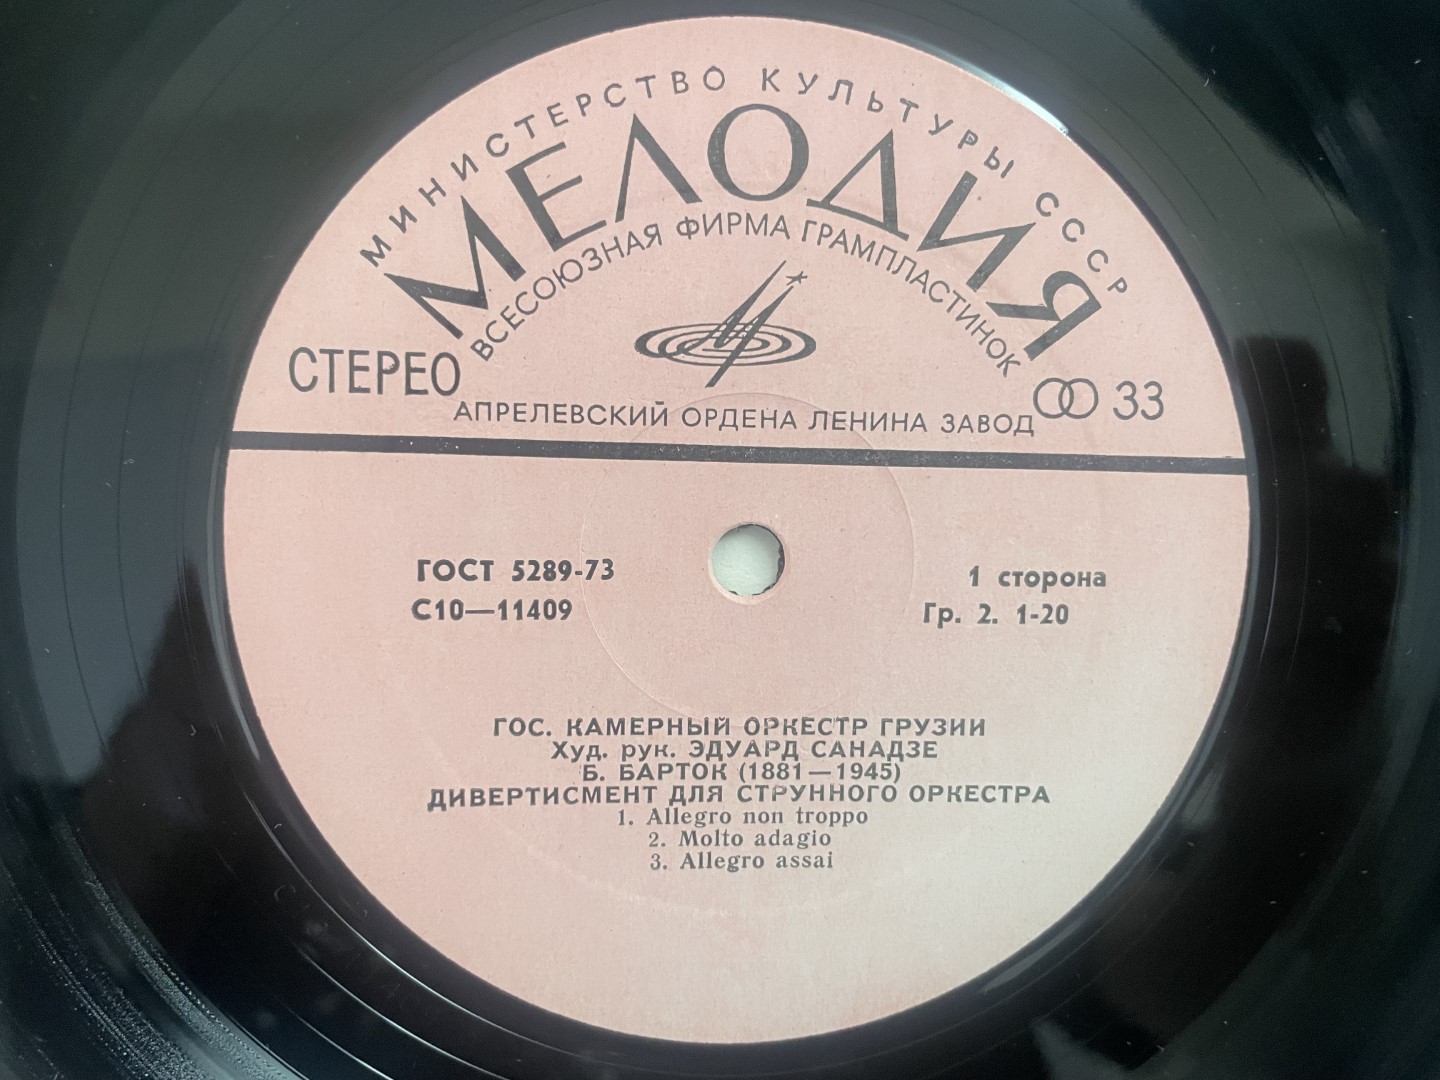 МИНИСТЕРСТВО КУЛЬТУРЫ СССР
МЕЛОДИЯ
ВСЕСОЮЗНАЯ ФИРМА ГРАМПЛАСТИНОК
СТЕРЕО
33
АПРЕЛЕВСКИЙ ОРДЕНА ЛЕНИНА ЗАВОД
ГОСТ 5289-73
1 сторона
С10—11409
Гр. 2. 1-20
ГОС. КАМЕРНЫЙ ОРКЕСТР ГРУЗИИ
Худ. рук. ЭДУАРД САНАДЗЕ
Б. БАРТОК (1881—1945)
ДИВЕРТИСМЕНТ ДЛЯ СТРУННОГО ОРКЕСТРА
1. Allegro non troppo
2. Molto adagio
3. Allegro assai